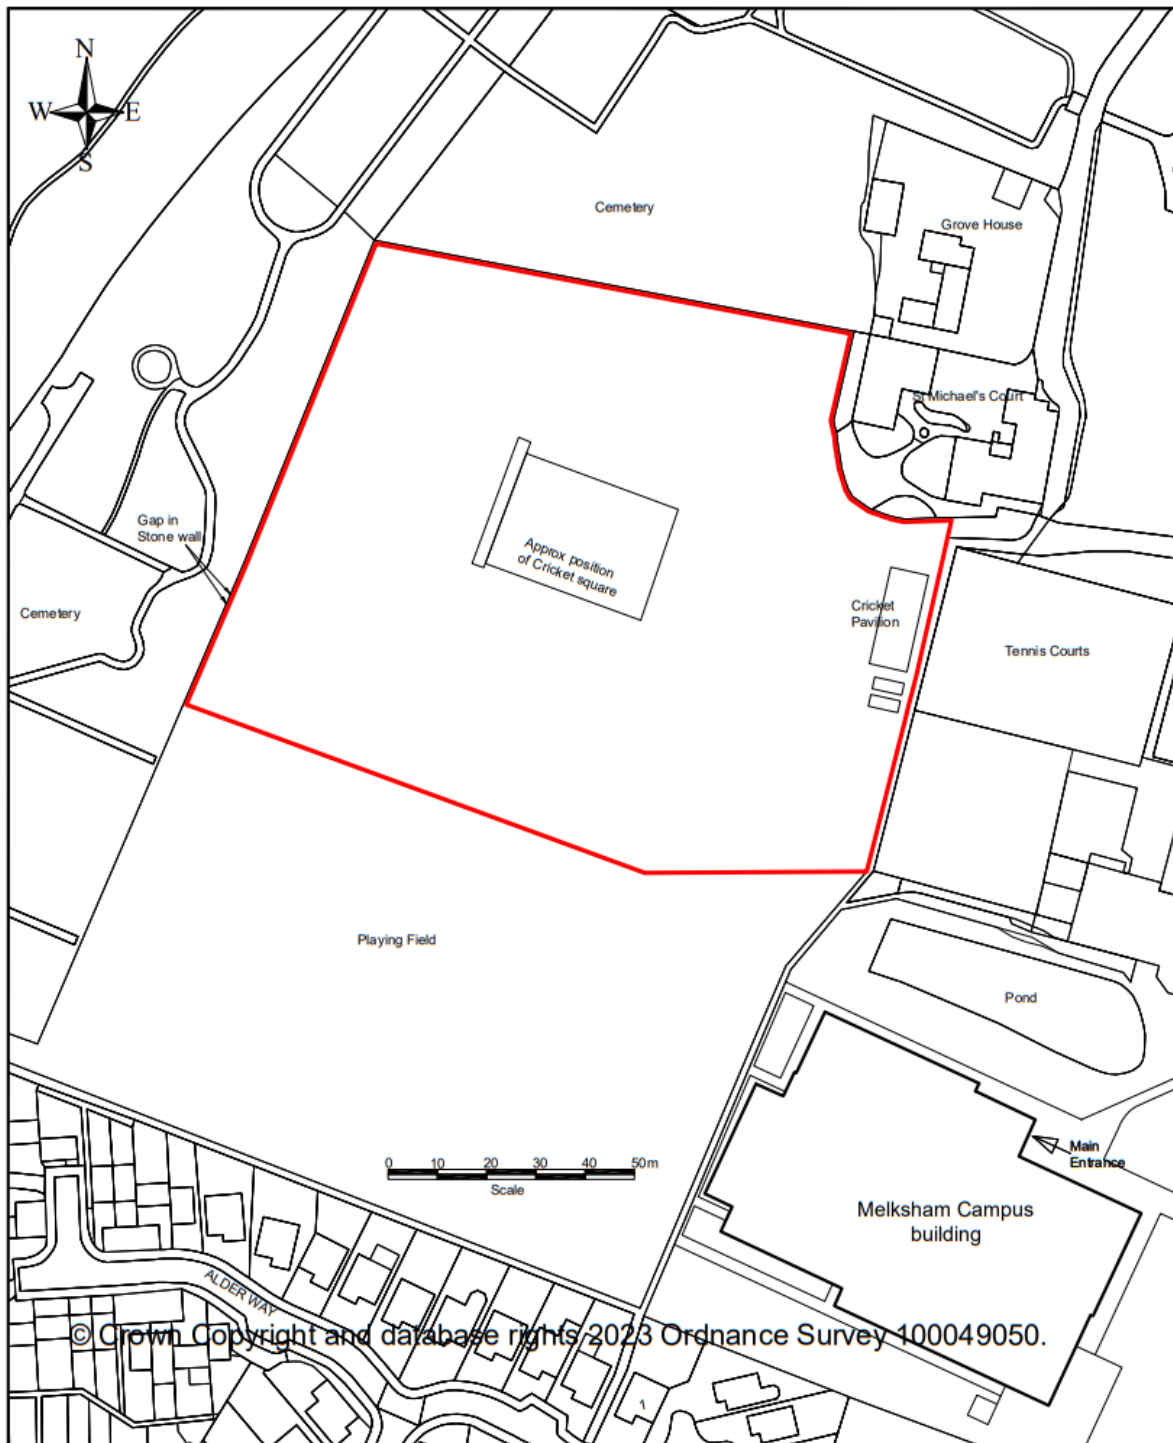 N
W E
S
Cemetery
Grove House
St Michael's Court
Gap in
Stone wall
Approx position
of Cricket square
Cemetery
Cricket
Pavilion
Tennis Courts
Playing Field
Pond
Main
Entrance
0 10 20 30 40 50m
Scale
Melksham Campus
building
ALDER WAY
© Crown Copyright and database rights 2023 Ordnance Survey 100049050.
1